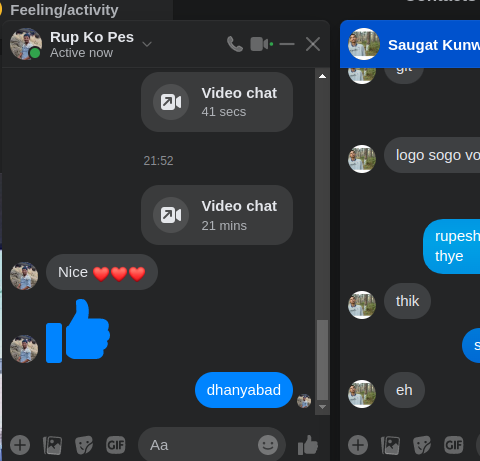 Feeling/activity
Rup Ko Pes
Active now
Video chat
41 secs
21:52
Video chat
21 mins
Nice ❤️❤️❤️
dhanyabad
GIF
Aa
Saugat Kunw
git
logo sogo vo
rupesh
thye
thik
s
eh
GIF